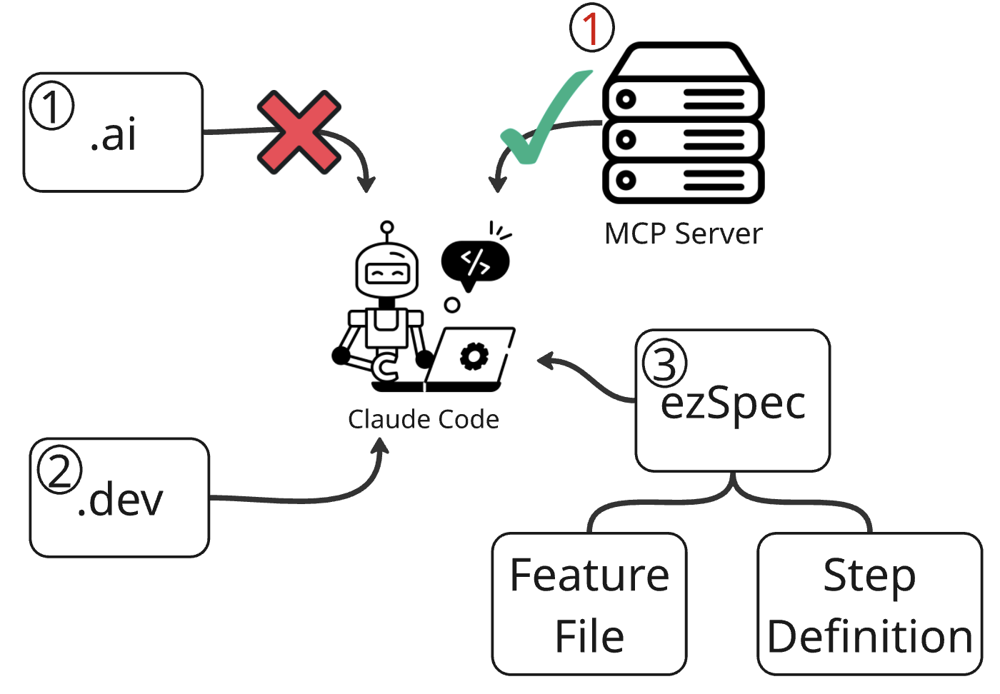 1
1
.ai
MCP Server
</>
3
ezSpec
Claude Code
2
.dev
Feature
File
Step
Definition